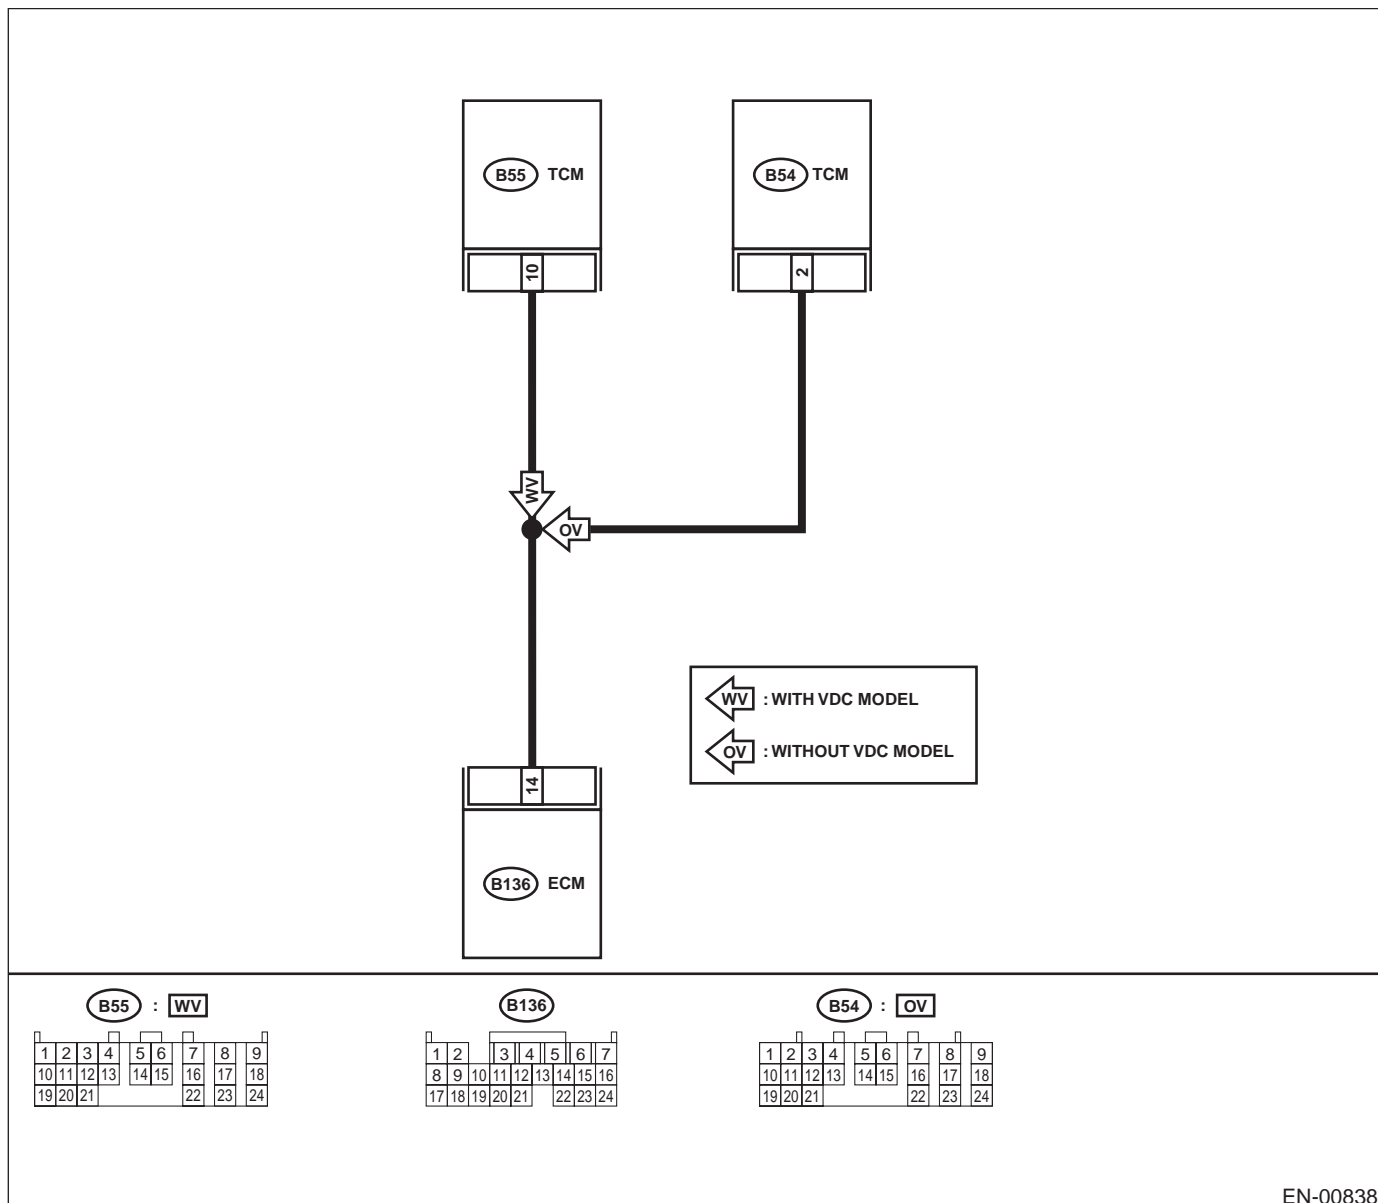 B55 TCM
B54 TCM
10
2
WV
OV
WV : WITH VDC MODEL
OV : WITHOUT VDC MODEL
14
B136 ECM
B55 : WV
B136
B54 : OV
1 2 3 4 5 6 7 8 9
10 11 12 13 14 15 16 17 18
19 20 21 22 23 24
1 2 3 4 5 6 7
8 9 10 11 12 13 14 15 16
17 18 19 20 21 22 23 24
1 2 3 4 5 6 7 8 9
10 11 12 13 14 15 16 17 18
19 20 21 22 23 24
EN-00838